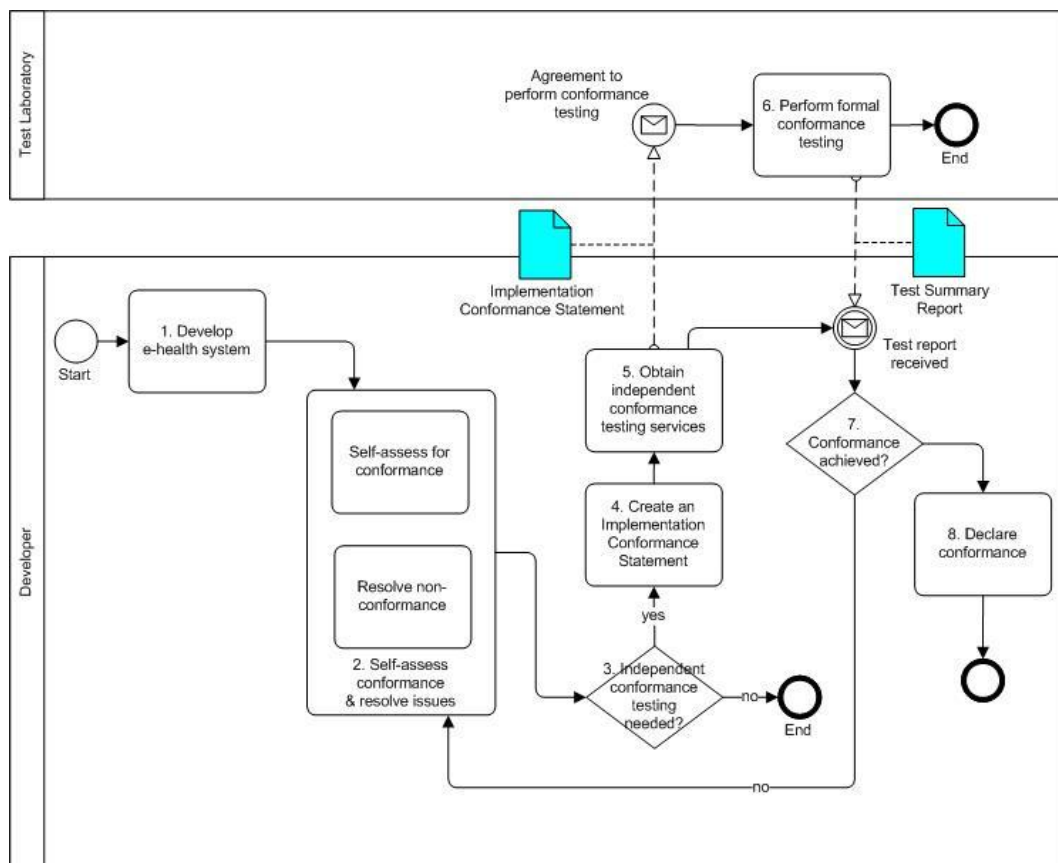 Test Laboratory
Agreement to
perform conformance
testing
6. Perform formal
conformance
testing
End
Implementation
Conformance Statement
Test Summary
Report
Developer
Start
1. Develop
e-health system
Self-assess for
conformance
Resolve non-
conformance
2. Self-assess
conformance
& resolve issues
3. Independent
conformance
testing
needed?
yes
no
End
4. Create an
Implementation
Conformance
Statement
5. Obtain
independent
conformance
testing services
Test report
received
7.
Conformance
achieved?
no
8. Declare
conformance